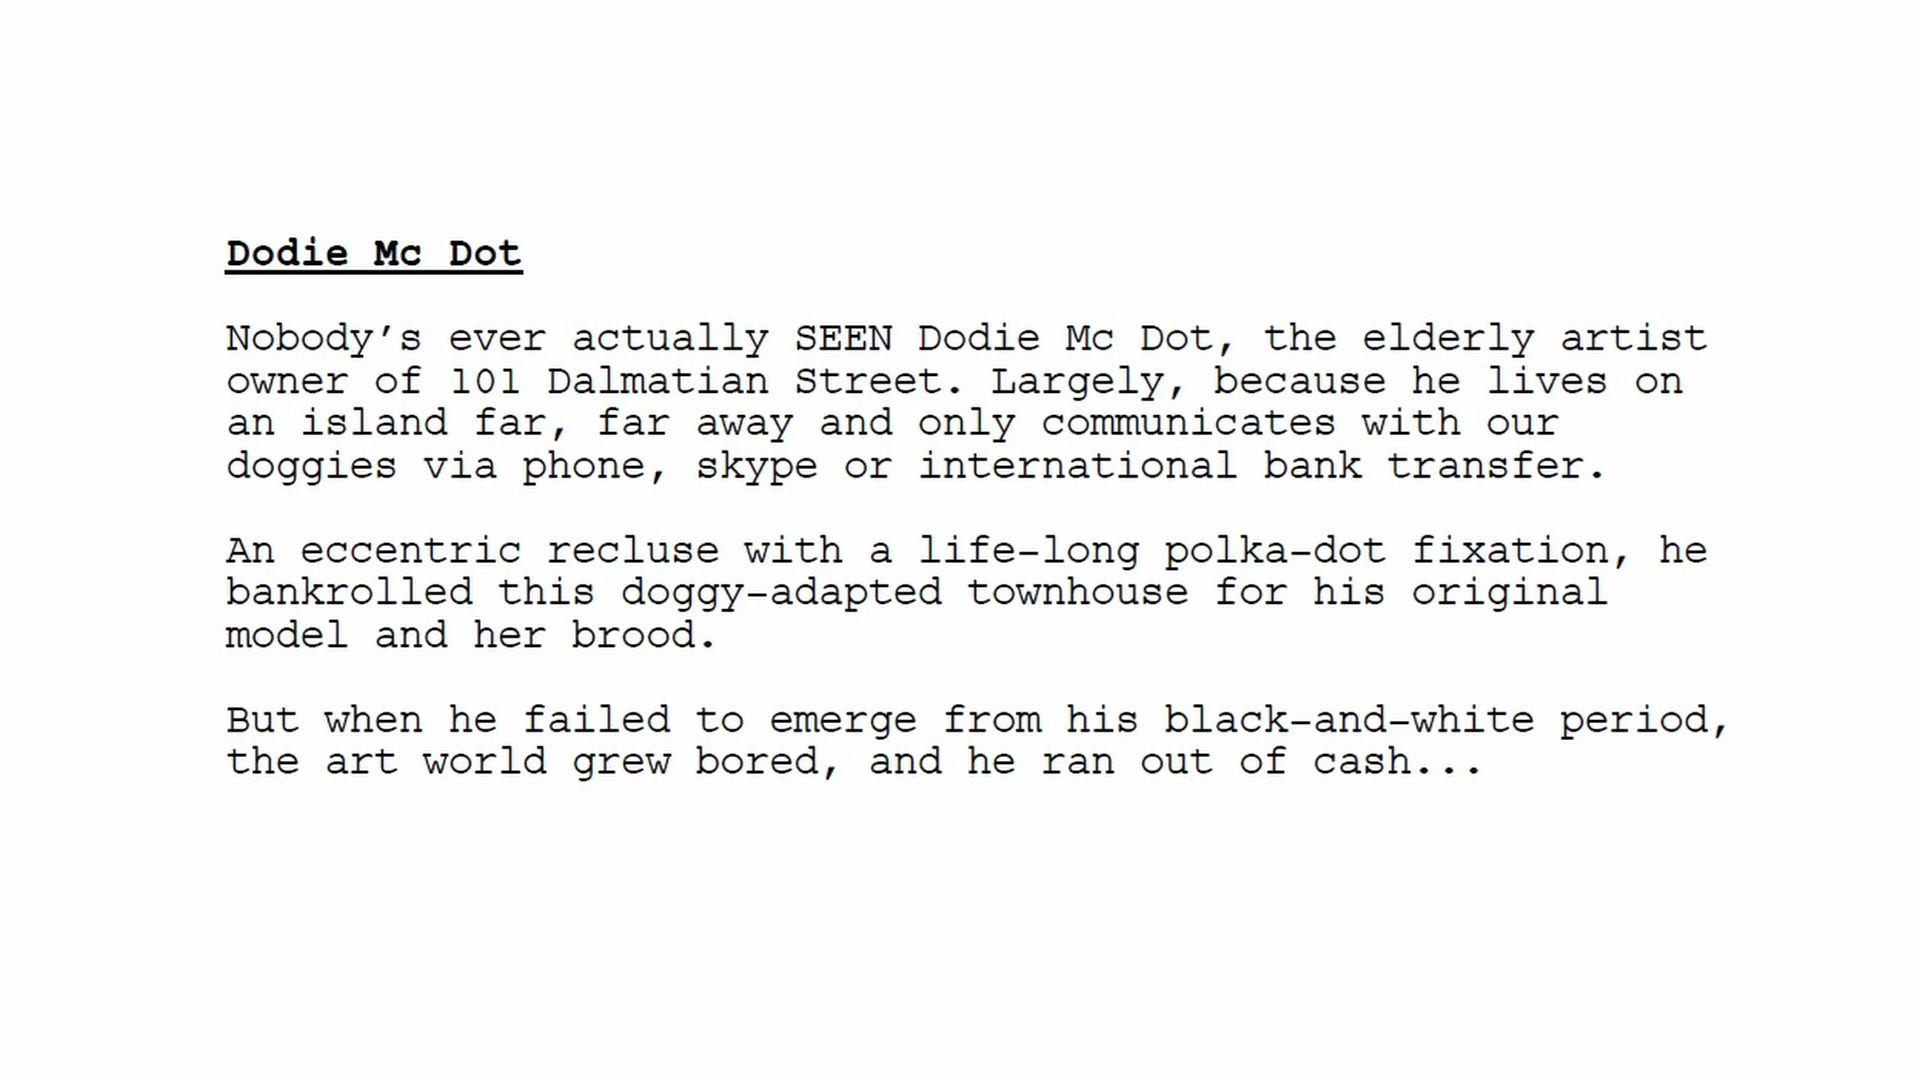 Dodie Mc Dot
Nobody’s ever actually SEEN Dodie Mc Dot, the elderly artist
owner of 101 Dalmatian Street. Largely, because he lives on
an island far, far away and only communicates with our
doggies via phone, skype or international bank transfer.
An eccentric recluse with a life-long polka-dot fixation, he
bankrolled this doggy-adapted townhouse for his original
model and her brood.
But when he failed to emerge from his black-and-white period,
the art world grew bored, and he ran out of cash...